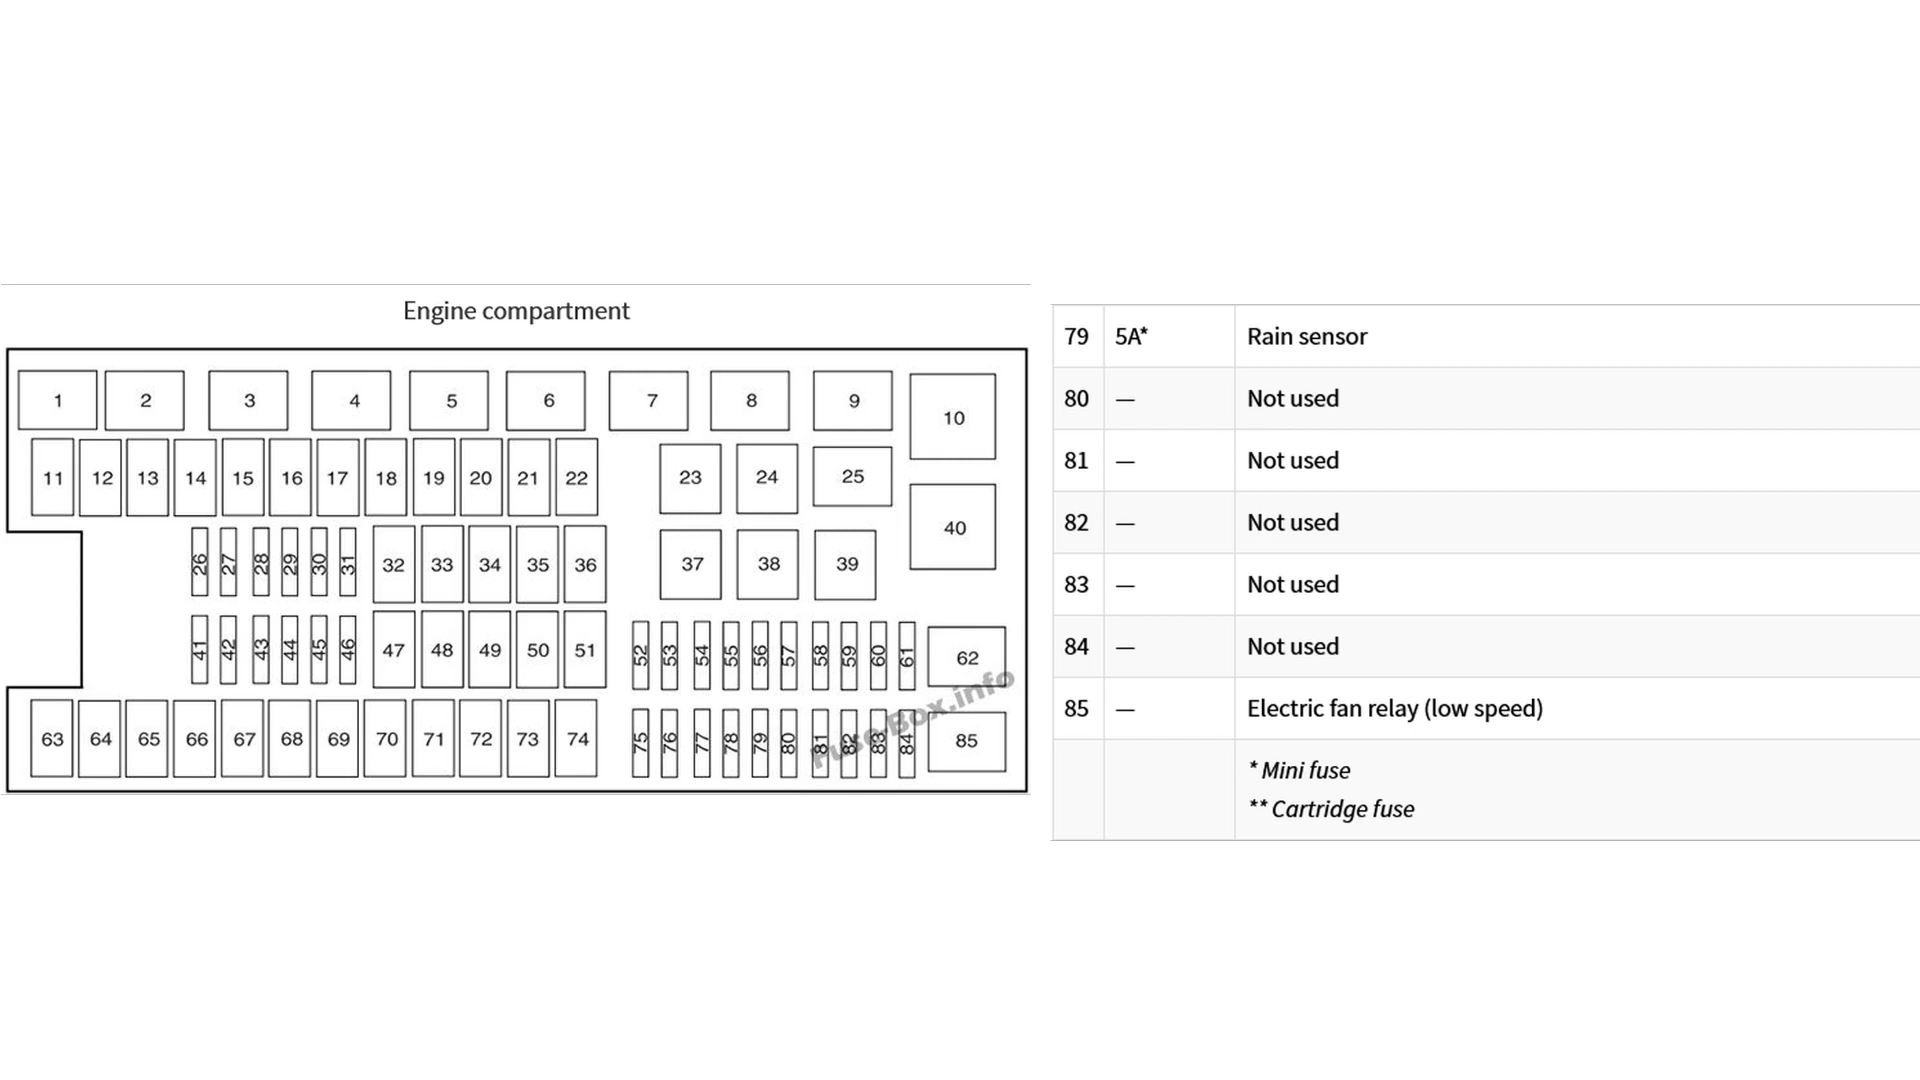 Engine compartment
1 2 3 4 5 6 7 8 9 10
11 12 13 14 15 16 17 18 19 20 21 22 23 24 25
26 27 28 29 30 31 32 33 34 35 36 37 38 39 40
41 42 43 44 45 46 47 48 49 50 51
52 53 54 55 56 57 58 59 60 61 62
63 64 65 66 67 68 69 70 71 72 73 74
75 76 77 78 79 80 81 82 83 84 85
Fuse-Box.info
79 5A* Rain sensor
80 — Not used
81 — Not used
82 — Not used
83 — Not used
84 — Not used
85 — Electric fan relay (low speed)
* Mini fuse
** Cartridge fuse